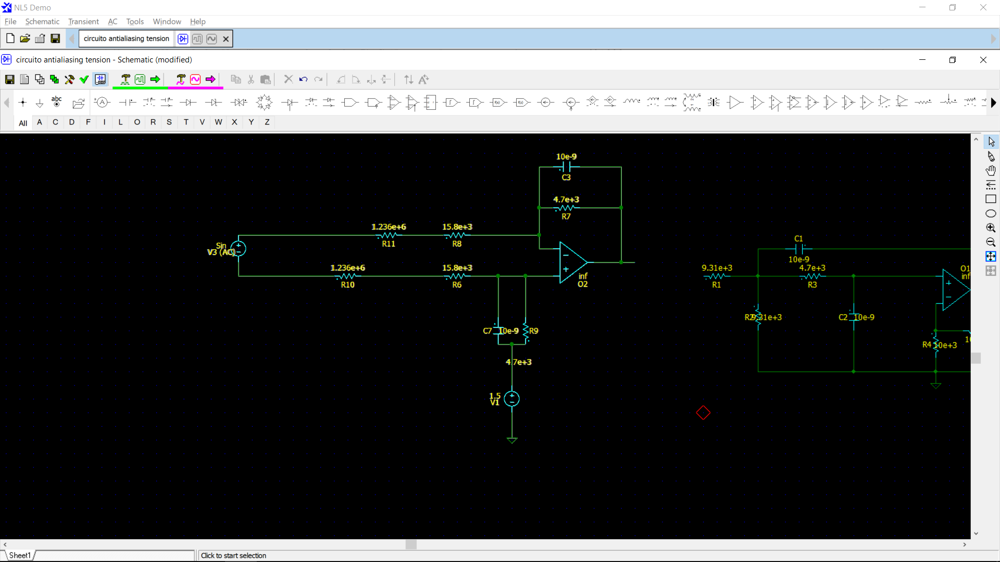 NL5 Demo
File Schematic Transient AC Tools Window Help
circuito antialiasing tension
circuito antialiasing tension - Schematic (modified)
abc
All A C D F I L O R S T V W X Y Z
10e-9
C3
4.7e+3
R7
1.236e+6
R11
15.8e+3
R8
Sin
V3 (AC)
1.236e+6
R10
15.8e+3
R6
inf
O2
C7 10e-9
R9
4.7e+3
1.5
V1
C1
10e-9
9.31e+3
R1
4.7e+3
R3
O1
inf
R2 9.31e+3
C2 10e-9
R4 10e+3
Sheet1
Click to start selection